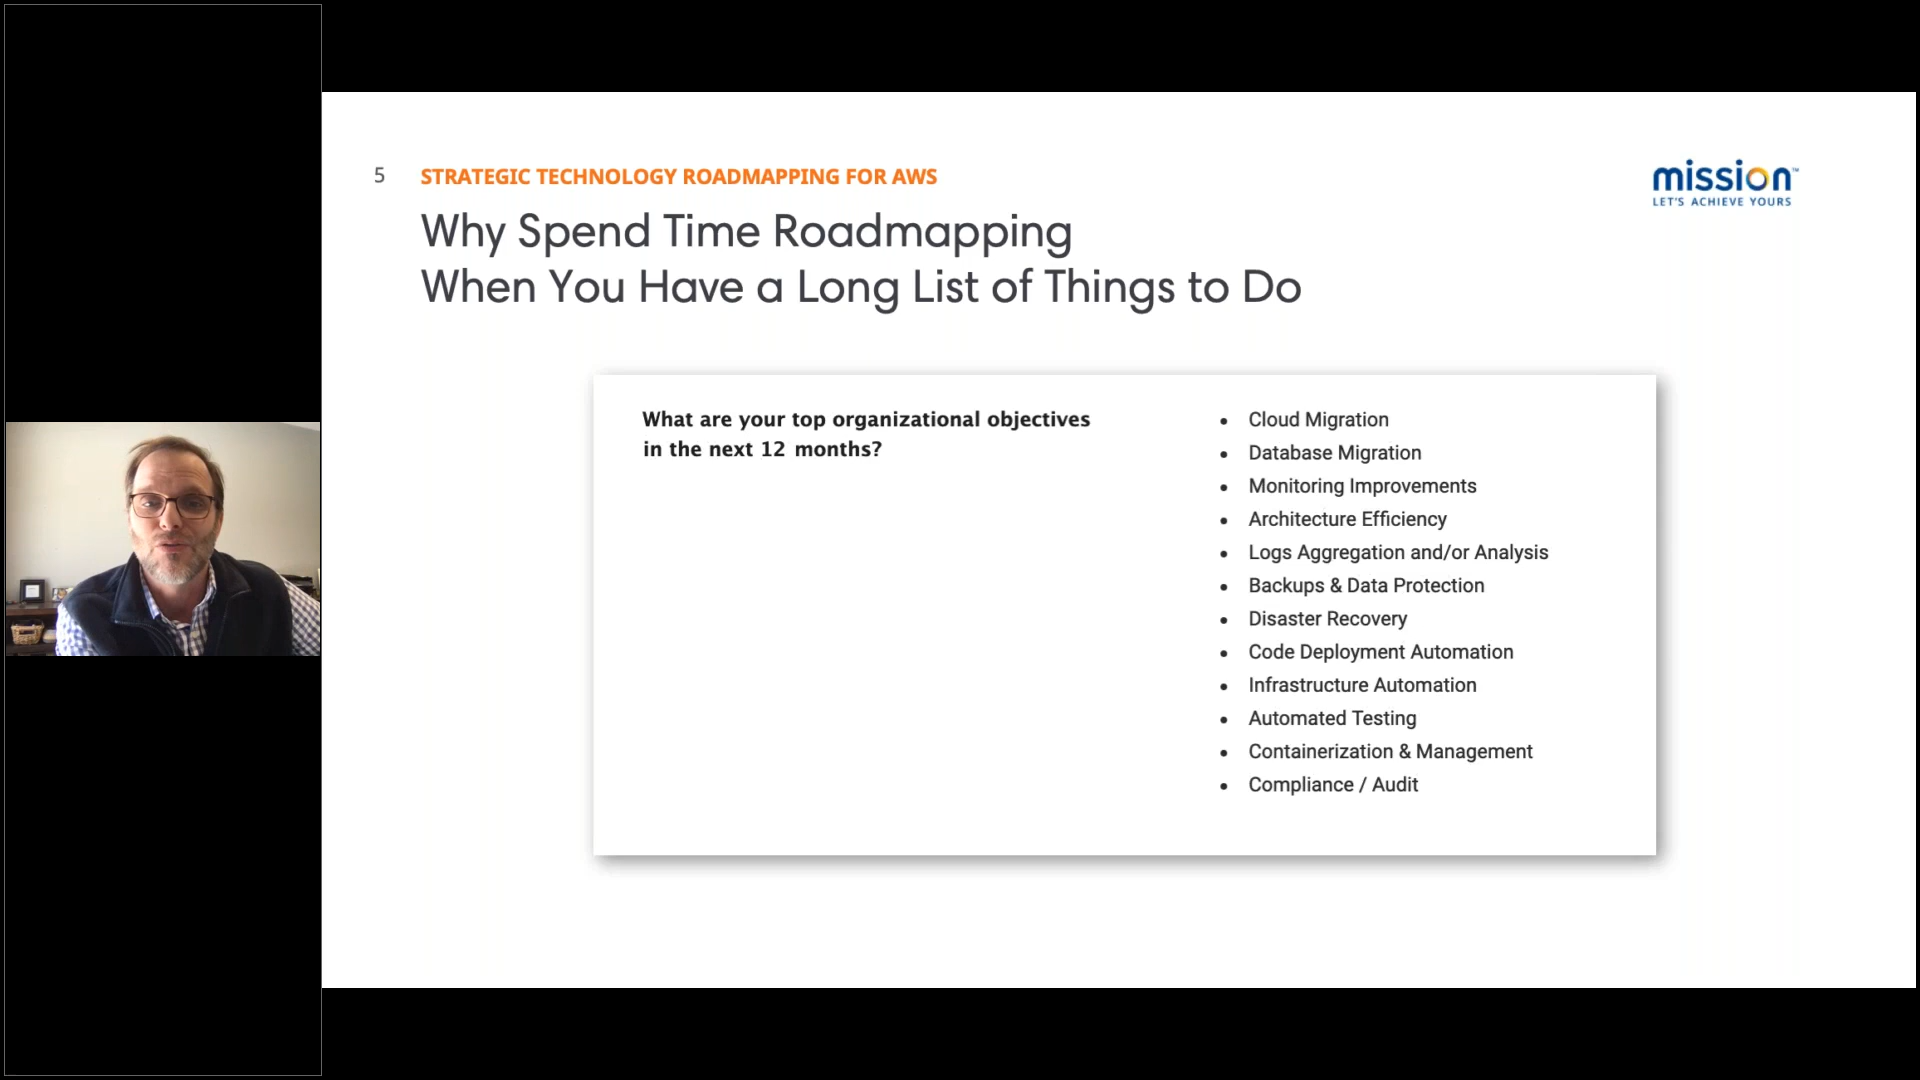 5
STRATEGIC TECHNOLOGY ROADMAPPING FOR AWS
Why Spend Time Roadmapping
When You Have a Long List of Things to Do
mission™
LET'S ACHIEVE YOURS
What are your top organizational objectives
in the next 12 months?
• Cloud Migration
• Database Migration
• Monitoring Improvements
• Architecture Efficiency
• Logs Aggregation and/or Analysis
• Backups & Data Protection
• Disaster Recovery
• Code Deployment Automation
• Infrastructure Automation
• Automated Testing
• Containerization & Management
• Compliance / Audit